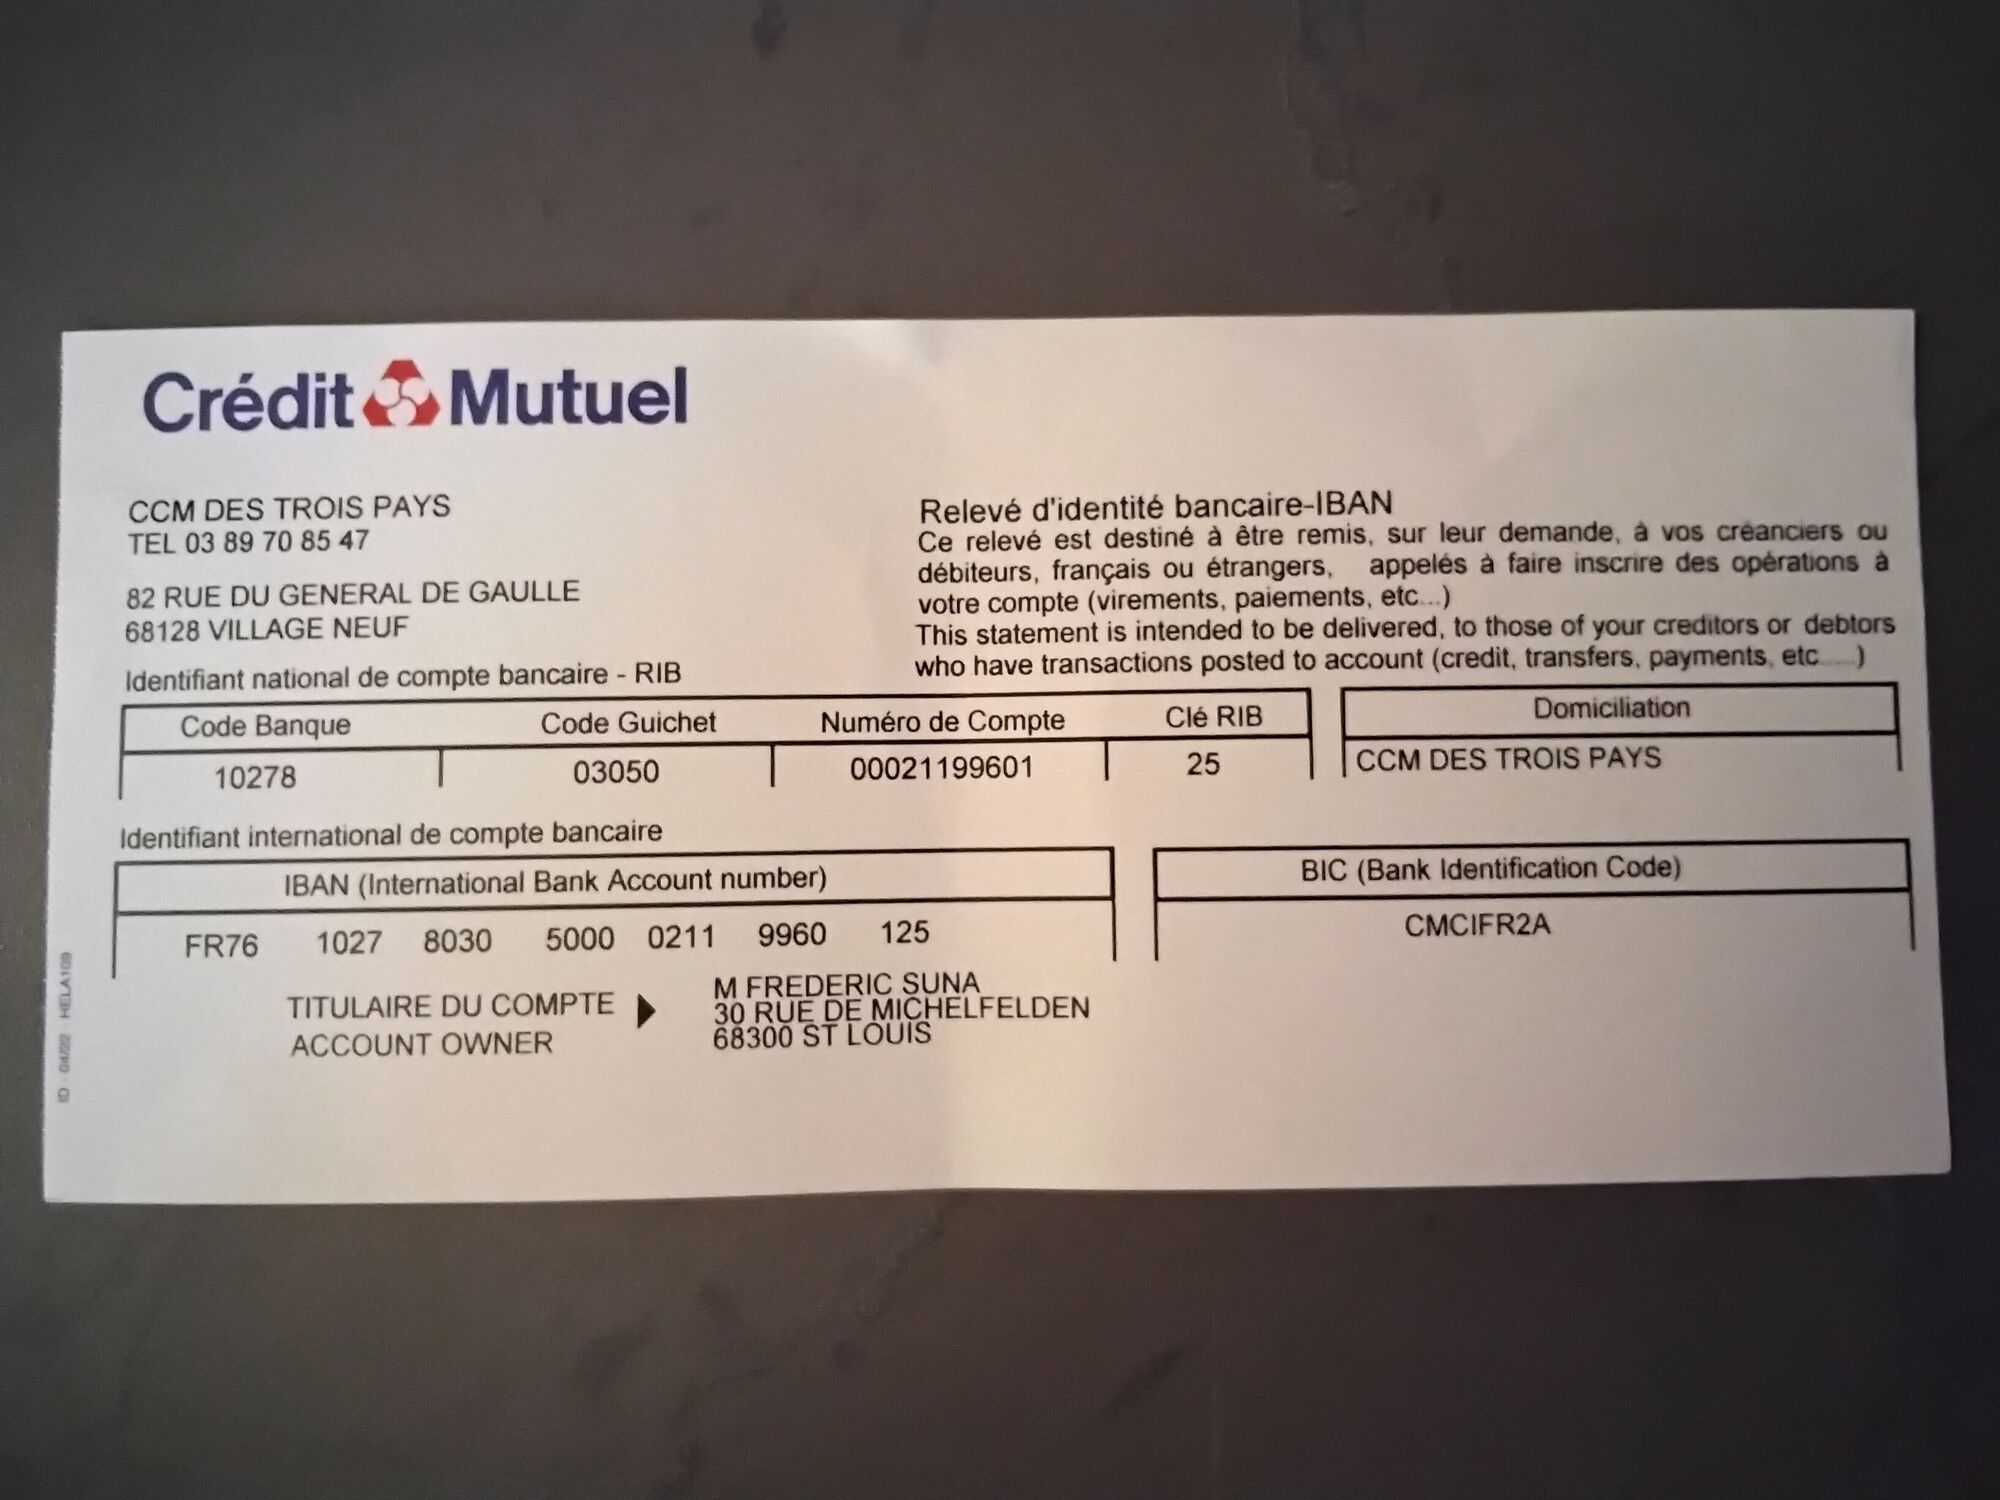 Crédit Mutuel
CCM DES TROIS PAYS
TEL 03 89 70 85 47
82 RUE DU GENERAL DE GAULLE
68128 VILLAGE NEUF
Relevé d'identité bancaire-IBAN
Ce relevé est destiné à être remis, sur leur demande, à vos créanciers ou
débiteurs, français ou étrangers, appelés à faire inscrire des opérations à
votre compte (virements, paiements, etc...)
This statement is intended to be delivered, to those of your creditors or debtors
who have transactions posted to account (credit, transfers, payments, etc....)
Identifiant national de compte bancaire - RIB
Code Banque Code Guichet Numéro de Compte Clé RIB
10278 03050 00021199601 25
Domiciliation
CCM DES TROIS PAYS
Identifiant international de compte bancaire
IBAN (International Bank Account number)
FR76 1027 8030 5000 0211 9960 125
BIC (Bank Identification Code)
CMCIFR2A
TITULAIRE DU COMPTE
ACCOUNT OWNER
M FREDERIC SUNA
30 RUE DE MICHELFELDEN
68300 ST LOUIS
ID 04/22 - HELA109